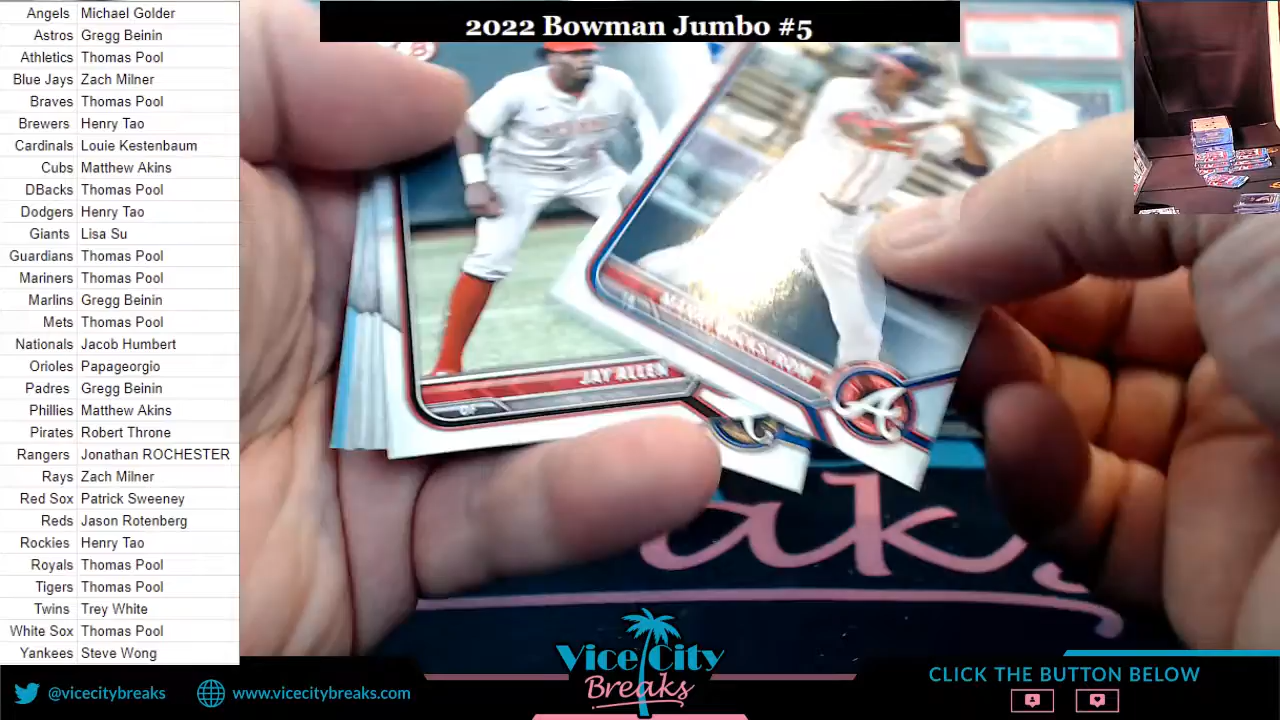 2022 Bowman Jumbo #5
Angels Michael Golder
Astros Gregg Beinin
Athletics Thomas Pool
Blue Jays Zach Milner
Braves Thomas Pool
Brewers Henry Tao
Cardinals Louie Kestenbaum
Cubs Matthew Akins
DBacks Thomas Pool
Dodgers Henry Tao
Giants Lisa Su
Guardians Thomas Pool
Mariners Thomas Pool
Marlins Gregg Beinin
Mets Thomas Pool
Nationals Jacob Humbert
Orioles Papageorgio
Padres Gregg Beinin
Phillies Matthew Akins
Pirates Robert Throne
Rangers Jonathan ROCHESTER
Rays Zach Milner
Red Sox Patrick Sweeney
Reds Jason Rotenberg
Rockies Henry Tao
Royals Thomas Pool
Tigers Thomas Pool
Twins Trey White
White Sox Thomas Pool
Yankees Steve Wong
JAY ALLEN
OF
A
Vice City
Breaks
@vicecitybreaks
www.vicecitybreaks.com
CLICK THE BUTTON BELOW